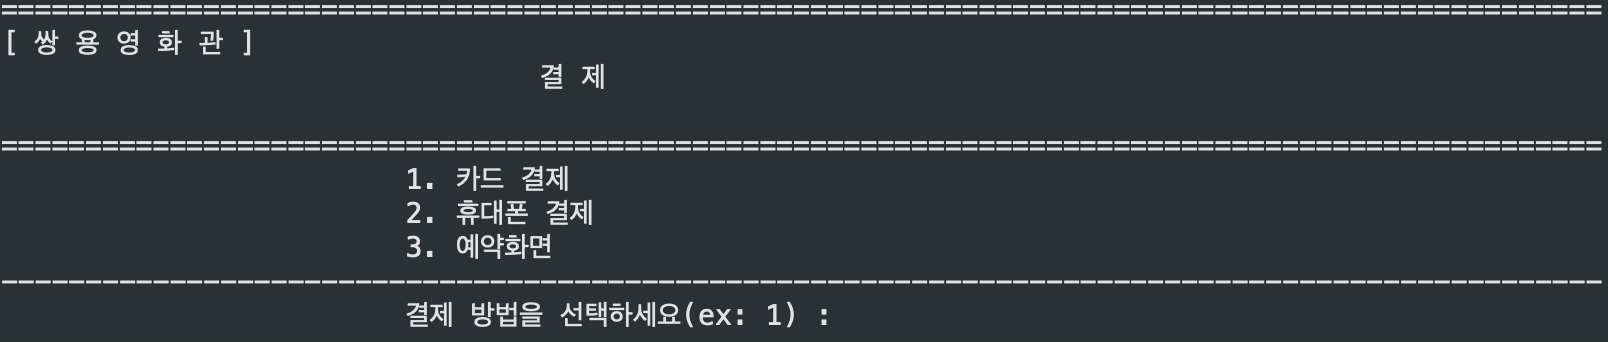 ===============================================================================================
[ 쌍 용 영 화 관 ]
결 제
===============================================================================================
1. 카드 결제
2. 휴대폰 결제
3. 예약화면
-----------------------------------------------------------------------------------------------
결제 방법을 선택하세요(ex: 1) :